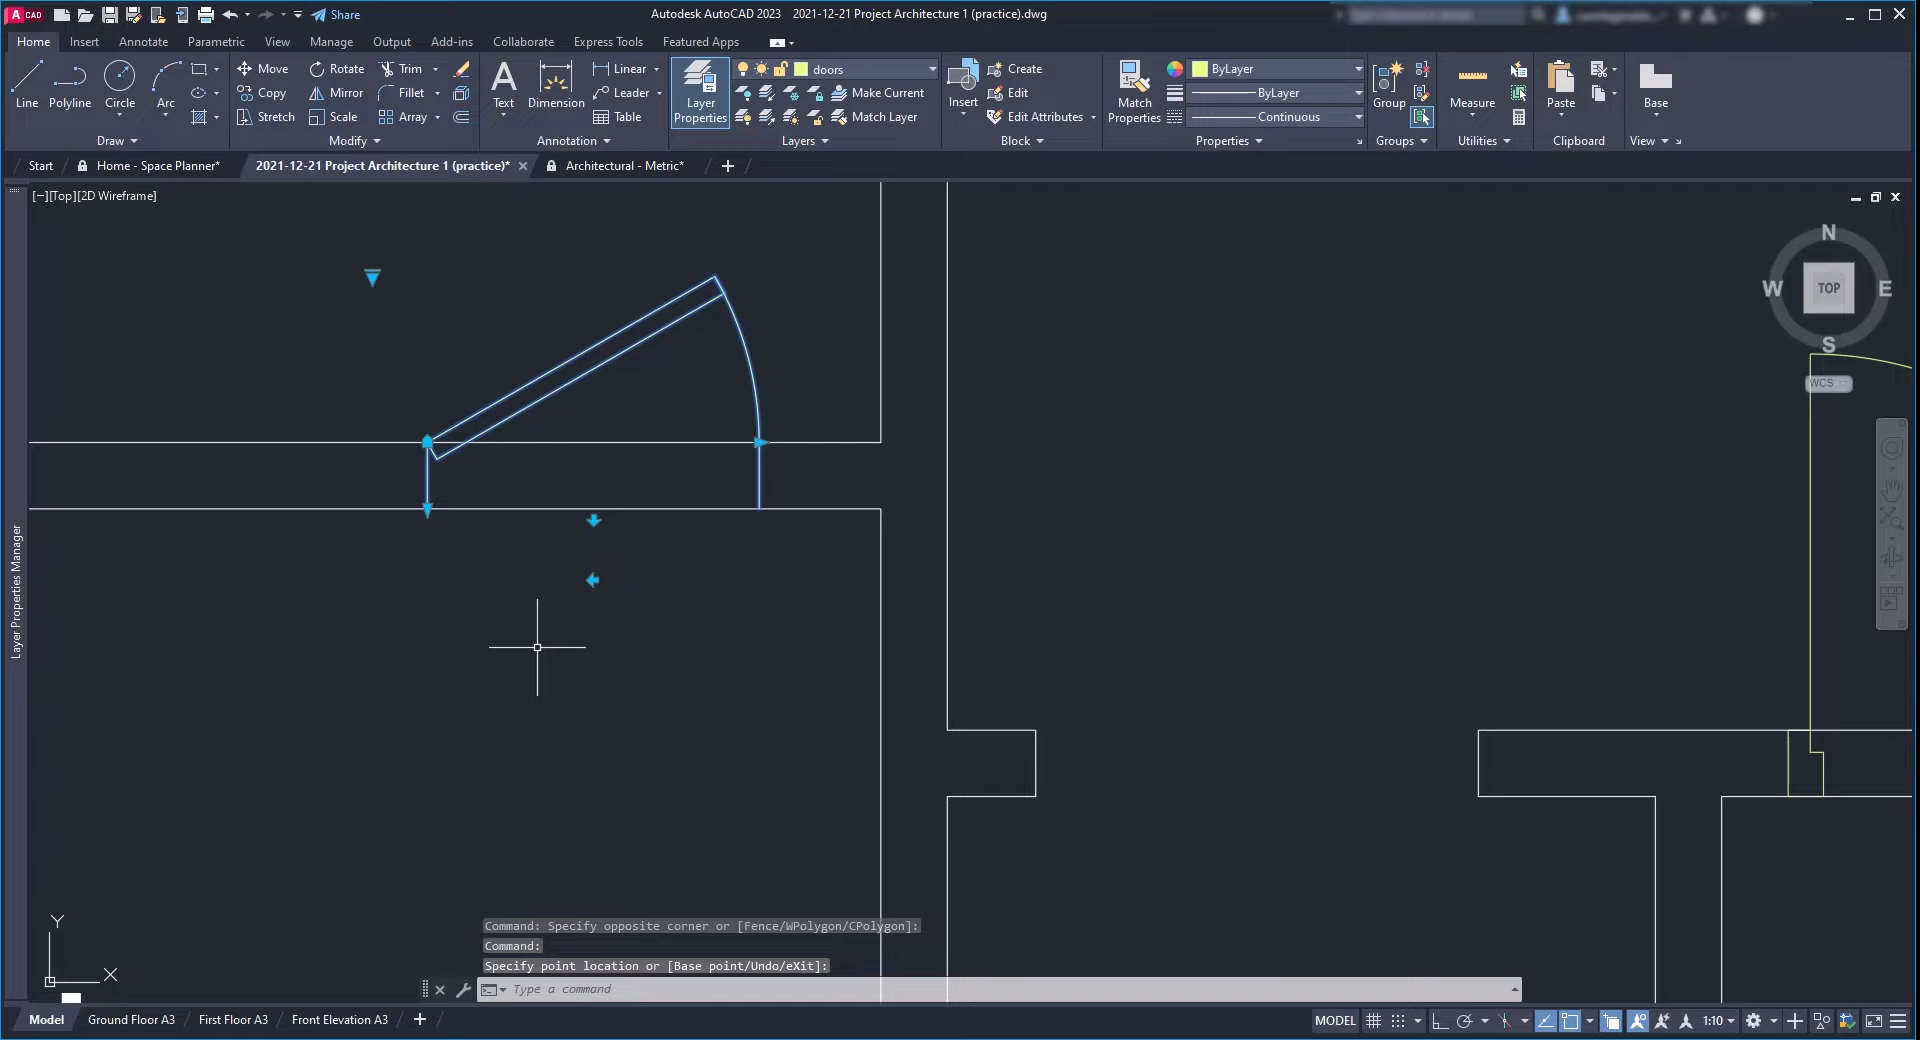 A CAD Share Autodesk AutoCAD 2023 2021-12-21 Project Architecture 1 (practice).dwg
Home Insert Annotate Parametric View Manage Output Add-ins Collaborate Express Tools Featured Apps
Line Polyline Circle Arc
Draw
Move Rotate Trim
Copy Mirror Fillet
Stretch Scale Array
Modify
Text Dimension
Linear
Leader
Table
Annotation
Layer Properties
doors
Make Current
Match Layer
Layers
Insert
Create
Edit
Edit Attributes
Block
Match Properties
ByLayer
ByLayer
Continuous
Properties
Group
Groups
Measure
Utilities
Paste
Clipboard
Base
View
Start Home - Space Planner* 2021-12-21 Project Architecture 1 (practice)* Architectural - Metric*
[−][Top][2D Wireframe]
N
W TOP E
S
WCS
Layer Properties Manager
Y
X
Command: Specify opposite corner or [Fence/WPolygon/CPolygon]:
Command:
Specify point location or [Base point/Undo/eXit]:
Type a command
Model Ground Floor A3 First Floor A3 Front Elevation A3
MODEL 1:10